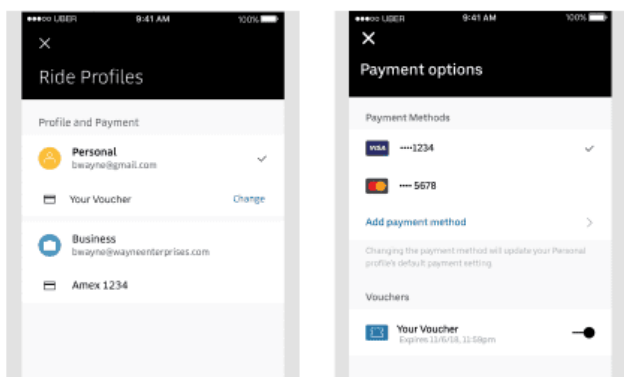 UBER 9:41 AM 100%
Ride Profiles
Profile and Payment
Personal
bwayne@gmail.com
Your Voucher Change
Business
bwayne@wayneenterprises.com
Amex 1234
UBER 9:41 AM 100%
Payment options
Payment Methods
VISA ····1234
···· 5678
Add payment method
Changing the payment method will update your Personal
profile's default payment setting
Vouchers
Your Voucher
Expires 11/6/18, 11:59pm